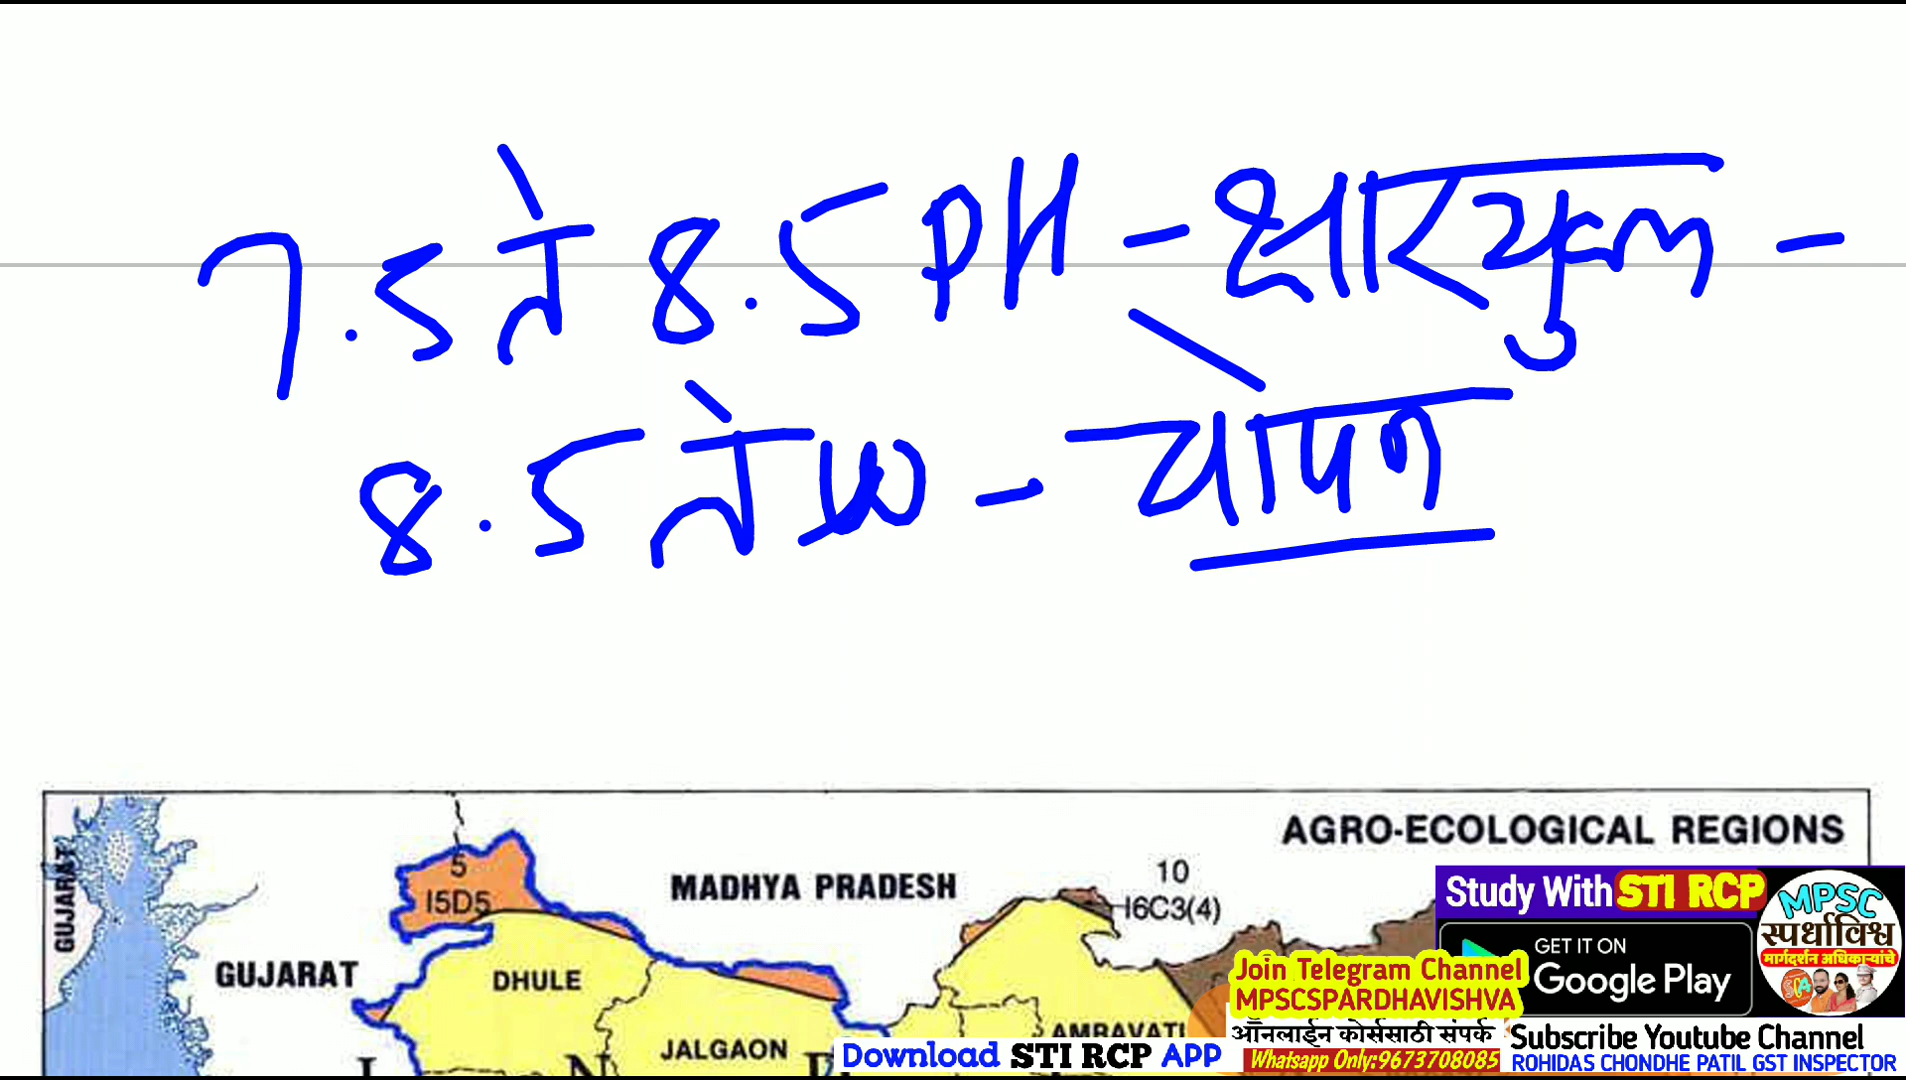 7.5 ते 8.5 PH - क्षारयुक्त -
8.5 ते 10 - चोपण
AGRO-ECOLOGICAL REGIONS
GUJARAT
5
I5D5
MADHYA PRADESH
10
I6C3(4)
GUJARAT
DHULE
JALGAON
AMRAVATI
Study With STI RCP
GET IT ON
Google Play
MPSC
स्पर्धाविश्व
मार्गदर्शन अधिकाऱ्यांचे
Join Telegram Channel
MPSCSPARDHAVISHVA
ऑनलाईन कोर्ससाठी संपर्क
Whatsapp Only:9673708085
Download STI RCP APP
Subscribe Youtube Channel
ROHIDAS CHONDHE PATIL GST INSPECTOR